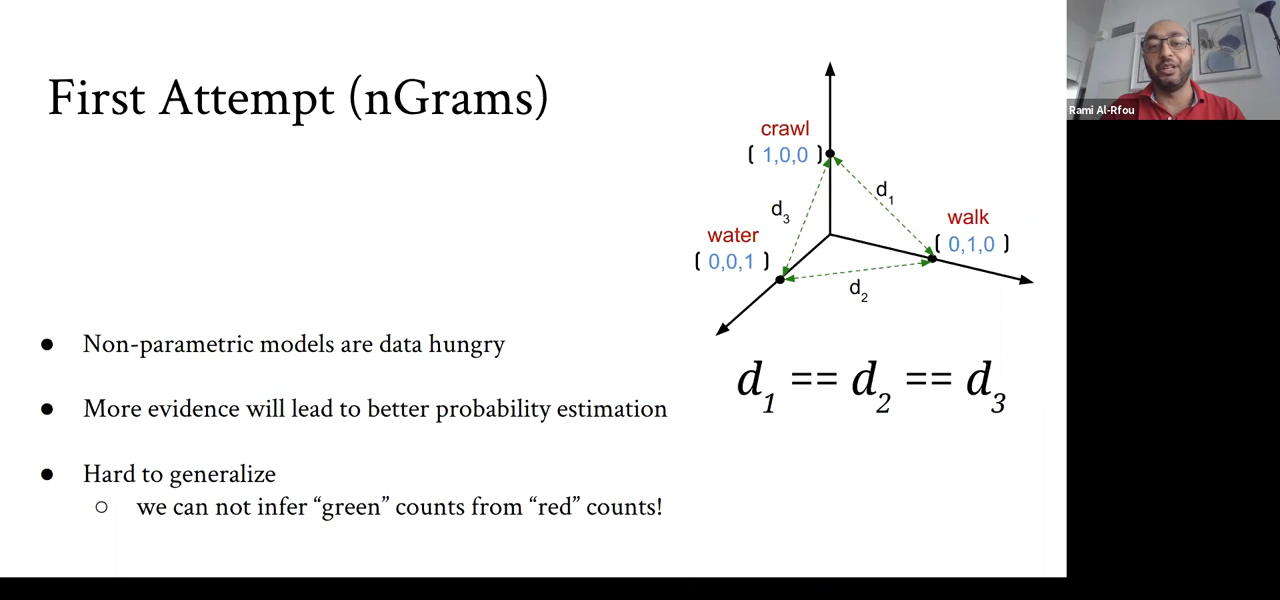 First Attempt (nGrams)
crawl
[ 1,0,0 ]
d1
d3
walk
[ 0,1,0 ]
water
[ 0,0,1 ]
d2
d1 == d2 == d3
● Non-parametric models are data hungry
● More evidence will lead to better probability estimation
● Hard to generalize
○ we can not infer “green” counts from “red” counts!
Rami Al-Rfou